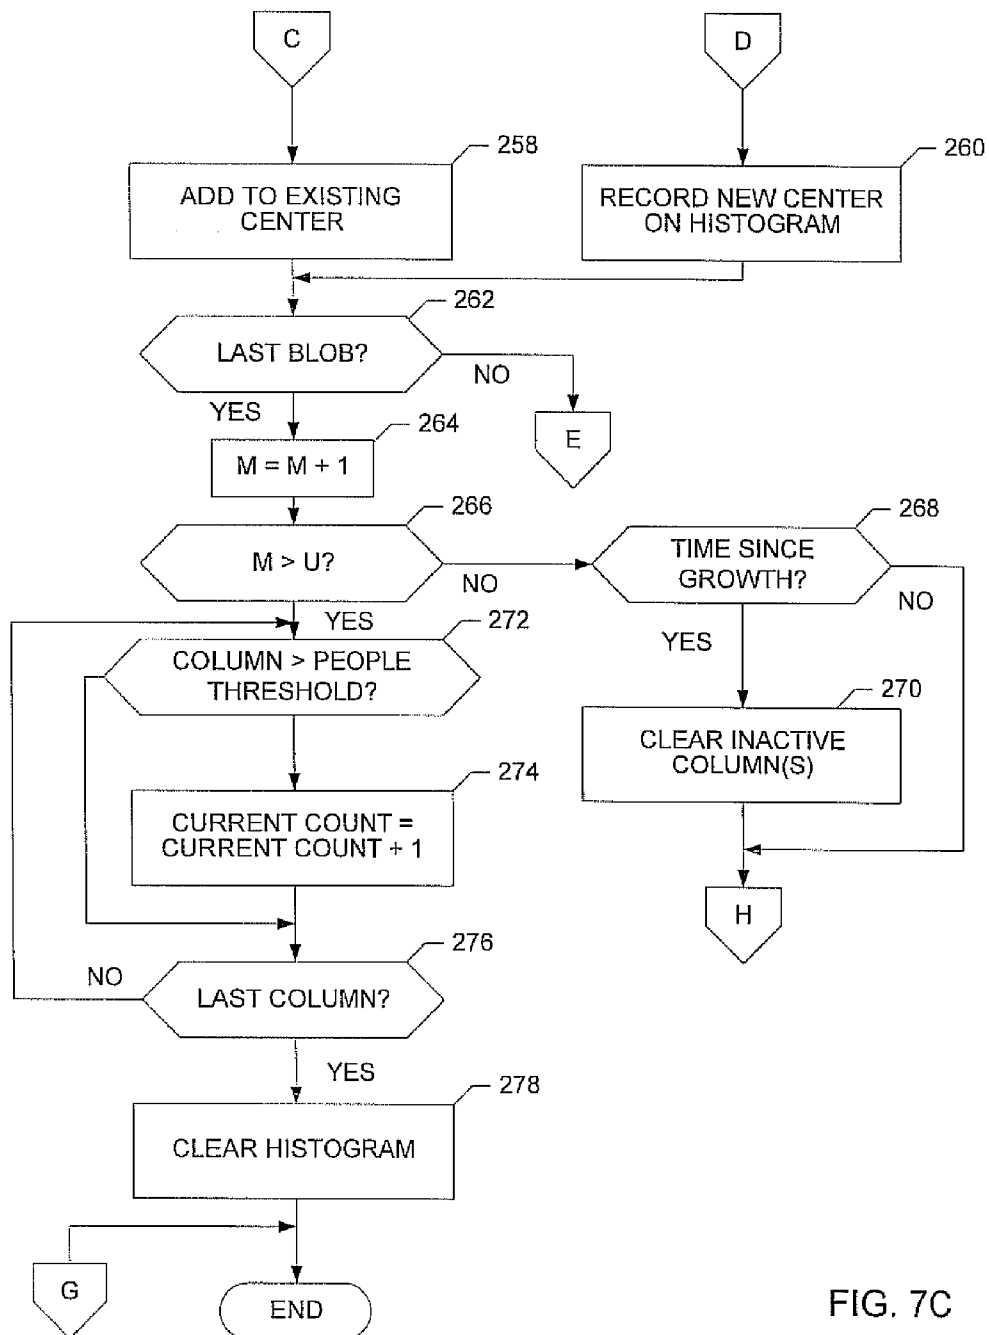 C
D
258
260
ADD TO EXISTING
CENTER
RECORD NEW CENTER
ON HISTOGRAM
262
LAST BLOB?
NO
YES
264
E
M = M + 1
266
268
M > U?
NO
TIME SINCE
GROWTH?
NO
YES
272
YES
COLUMN > PEOPLE
THRESHOLD?
270
CLEAR INACTIVE
COLUMN(S)
274
CURRENT COUNT =
CURRENT COUNT + 1
H
276
NO
LAST COLUMN?
YES
278
CLEAR HISTOGRAM
G
END
FIG. 7C